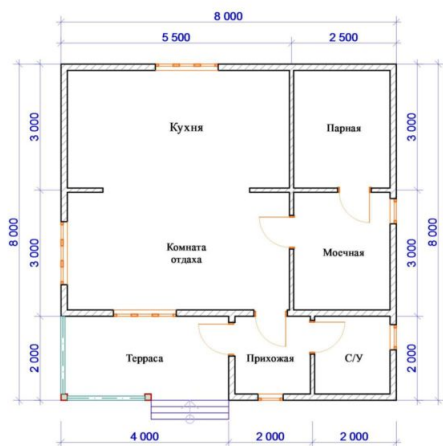 8 000
5 500
2 500
3 000
3 000
Кухня
Парная
8 000
8 000
3 000
3 000
Комната
отдаха
Моечная
2 000
2 000
Терраса
Прихожая
С/У
4 000
2 000
2 000